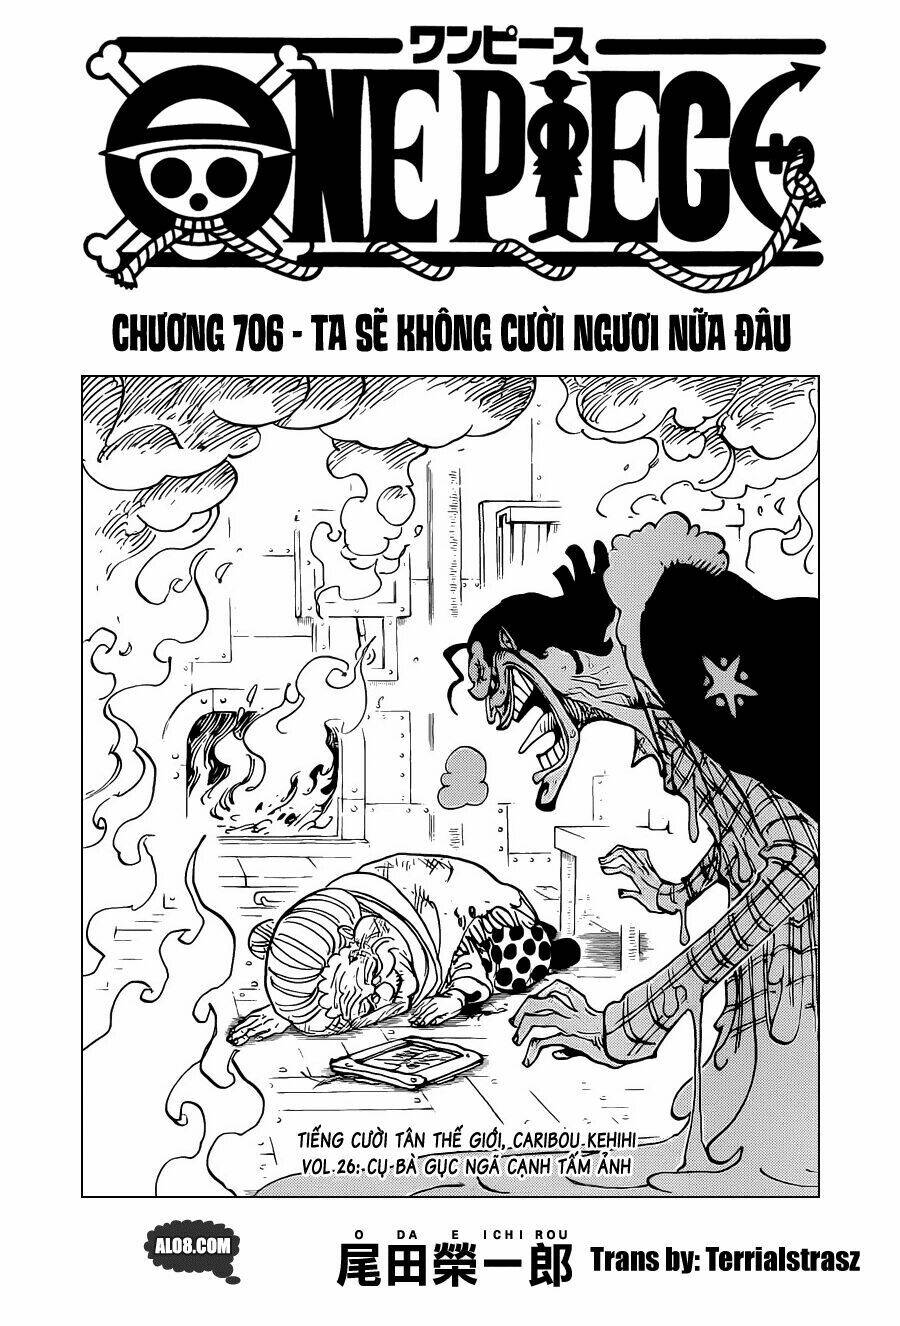 ワンピース
ONE PIECE
CHƯƠNG 706 - TA SẼ KHÔNG CƯỜI NGƯƠI NỮA ĐÂU
TIẾNG CƯỜI TÂN THẾ GIỚI, CARIBOU KEHIHI
VOL 26: CỤ BÀ GỤC NGÃ CẠNH TẤM ẢNH
ALO8.COM
O DA E ICHI ROU
尾田榮一郎
Trans by: Terrialstrasz